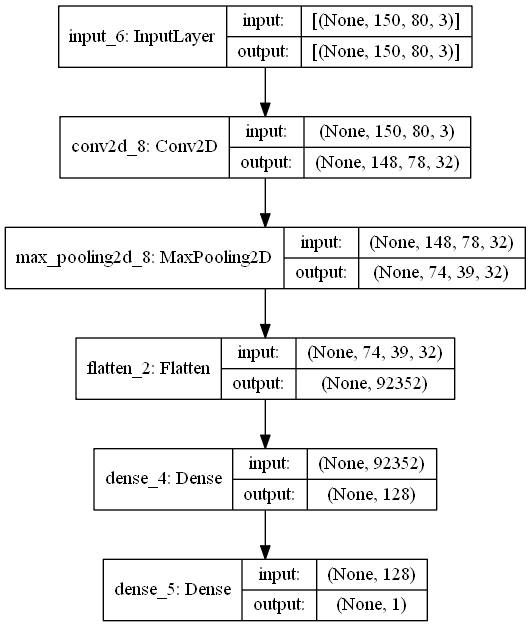 input_6: InputLayer
input:
[(None, 150, 80, 3)]
output:
[(None, 150, 80, 3)]
conv2d_8: Conv2D
input:
(None, 150, 80, 3)
output:
(None, 148, 78, 32)
max_pooling2d_8: MaxPooling2D
input:
(None, 148, 78, 32)
output:
(None, 74, 39, 32)
flatten_2: Flatten
input:
(None, 74, 39, 32)
output:
(None, 92352)
dense_4: Dense
input:
(None, 92352)
output:
(None, 128)
dense_5: Dense
input:
(None, 128)
output:
(None, 1)